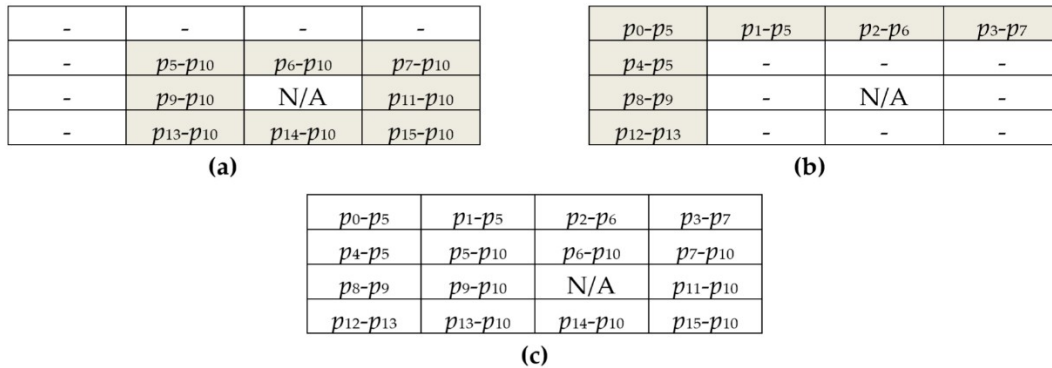 - - - -
- p5-p10 p6-p10 p7-p10
- p9-p10 N/A p11-p10
- p13-p10 p14-p10 p15-p10
(a)
p0-p5 p1-p5 p2-p6 p3-p7
p4-p5 - - -
p8-p9 - N/A -
p12-p13 - - -
(b)
p0-p5 p1-p5 p2-p6 p3-p7
p4-p5 p5-p10 p6-p10 p7-p10
p8-p9 p9-p10 N/A p11-p10
p12-p13 p13-p10 p14-p10 p15-p10
(c)